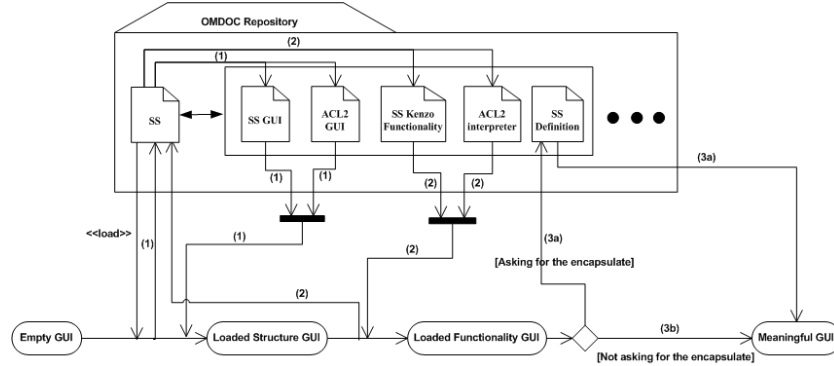 OMDOC Repository
(2)
(1)
SS
SS GUI
ACL2
GUI
SS Kenzo
Functionality
ACL2
interpreter
SS
Definition
(3a)
(1)
(1)
(2)
(2)
<<load>>
(1)
(1)
(2)
(3a)
[Asking for the encapsulate]
(2)
Empty GUI
Loaded Structure GUI
Loaded Functionality GUI
(3b)
Meaningful GUI
[Not asking for the encapsulate]